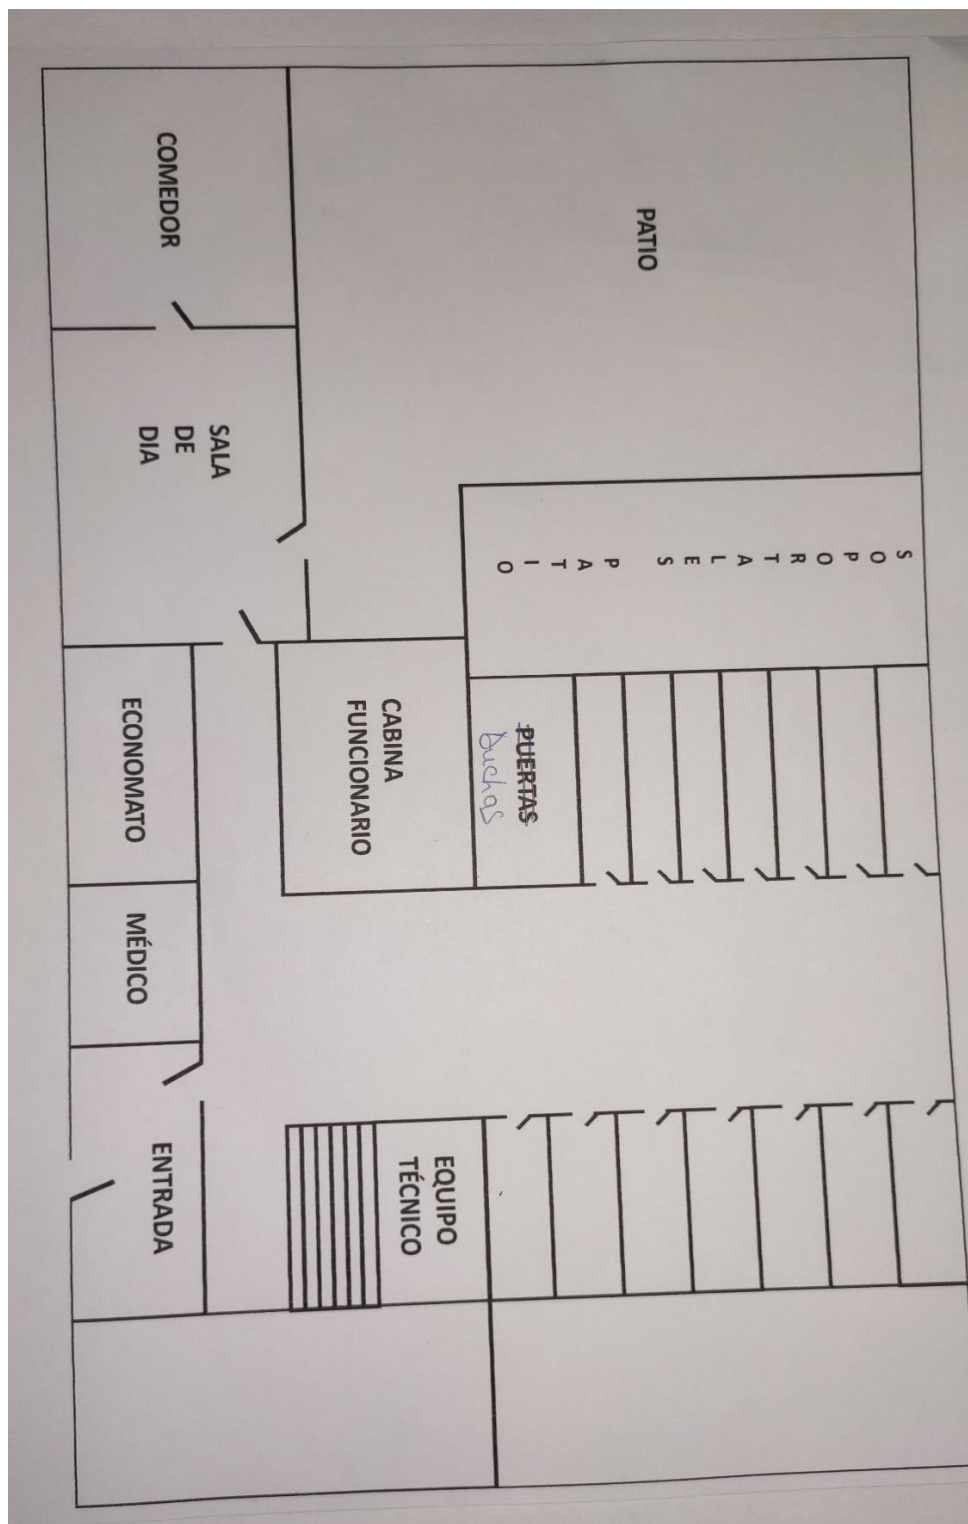 PATIO
SOPORTALES PATIO
PUERTAS
Duchas
EQUIPO
TÉCNICO
CABINA
FUNCIONARIO
SALA
DE
DIA
COMEDOR
ECONOMATO
MÉDICO
ENTRADA